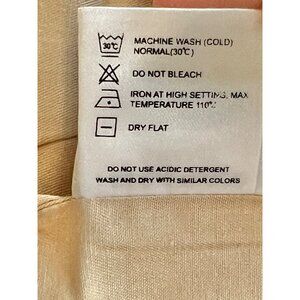 30°C
MACHINE WASH (COLD)
NORMAL(30°C)
DO NOT BLEACH
IRON AT HIGH SETTING, MAX
TEMPERATURE 110°C
DRY FLAT
DO NOT USE ACIDIC DETERGENT
WASH AND DRY WITH SIMILAR COLORS